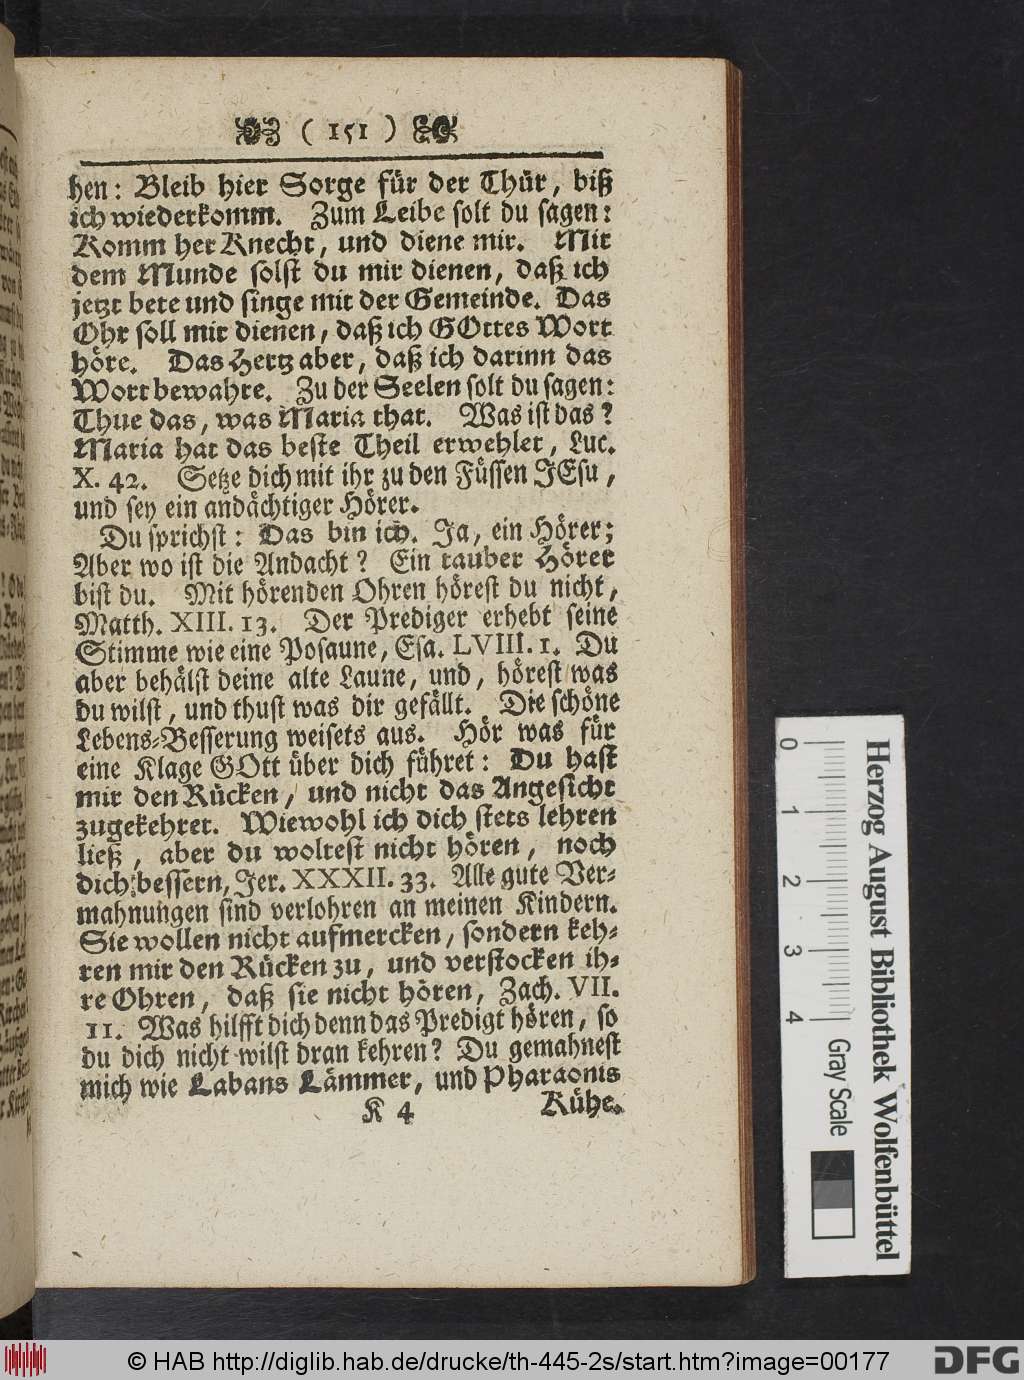 ( 151 )
hen: Bleib hier Sorge für der Thür, biß
ich wiederkomm. Zum Leibe solt du sagen:
Komm her Knecht, und diene mir. Mit
dem Munde solst du mir dienen, daß ich
jetzt bete und singe mit der Gemeinde. Das
Ohr soll mir dienen, daß ich GOttes Wort
höre. Das Hertz aber, daß ich darinn das
Wort bewahre. Zu der Seelen solt du sagen:
Thue das, was Maria that. Was ist das?
Maria hat das beste Theil erwehlet, Luc.
X. 42. Setze dich mit ihr zu den Füssen JEsu,
und sey ein andächtiger Hörer.
Du sprichst: Das bin ich. Ja, ein Hörer;
Aber wo ist die Andacht? Ein tauber Hörer
bist du. Mit hörenden Ohren hörest du nicht,
Matth. XIII. 13. Der Prediger erhebt seine
Stimme wie eine Posaune, Esa. LVIII. 1. Du
aber behälst deine alte Laune, und, hörest was
du wilst, und thust was dir gefällt. Die schöne
Lebens-Besserung weisets aus. Hör was für
eine Klage GOtt über dich führet: Du hast
mir den Rücken, und nicht das Angesicht
zugekehret. Wiewohl ich dich stets lehren
ließ, aber du woltest nicht hören, noch
dich bessern, Jer. XXXII. 33. Alle gute Ver-
mahnungen sind verlohren an meinen Kindern.
Sie wollen nicht aufmercken, sondern keh-
ren mir den Rücken zu, und verstocken ih-
re Ohren, daß sie nicht hören, Zach. VII.
11. Was hilfft dich denn das Predigt hören, so
du dich nicht wilst dran kehren? Du gemahnest
mich wie Labans Lämmer, und Pharaonis
K 4 Kühe.
0 1 2 3 4 Gray Scale
Herzog August Bibliothek Wolfenbüttel
© HAB http://diglib.hab.de/drucke/th-445-2s/start.htm?image=00177
DFG